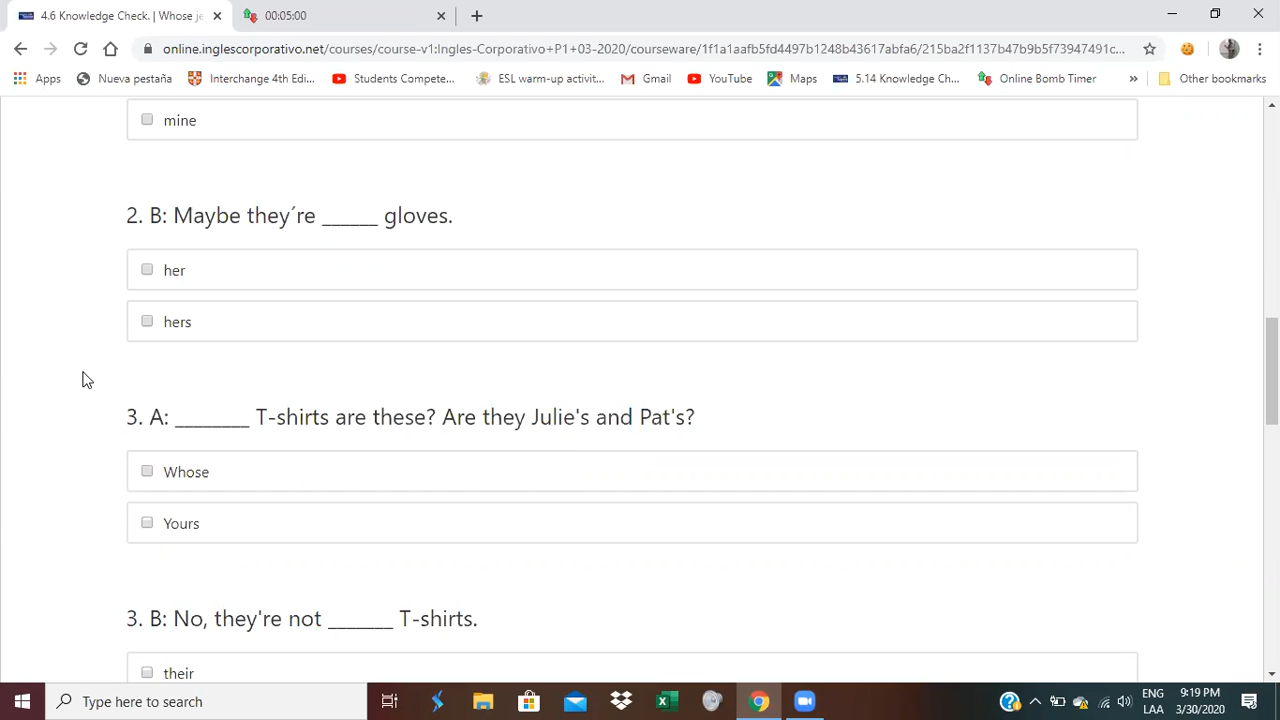 4.6 Knowledge Check. | Whose je
00:05:00
online.inglescorporativo.net/courses/course-v1:Ingles-Corporativo+P1+03-2020/courseware/1f1a1aafb5fd4497b1248b43617abfa6/215ba2f1137b47b9b5f73947491c...
Apps Nueva pestaña Interchange 4th Edi... Students Compete... ESL warm-up activit... Gmail YouTube Maps 5.14 Knowledge Ch... Online Bomb Timer » Other bookmarks
mine
2. B: Maybe they´re ______ gloves.
her
hers
3. A: ________ T-shirts are these? Are they Julie's and Pat's?
Whose
Yours
3. B: No, they're not _______ T-shirts.
their
Type here to search
ENG 9:19 PM
LAA 3/30/2020